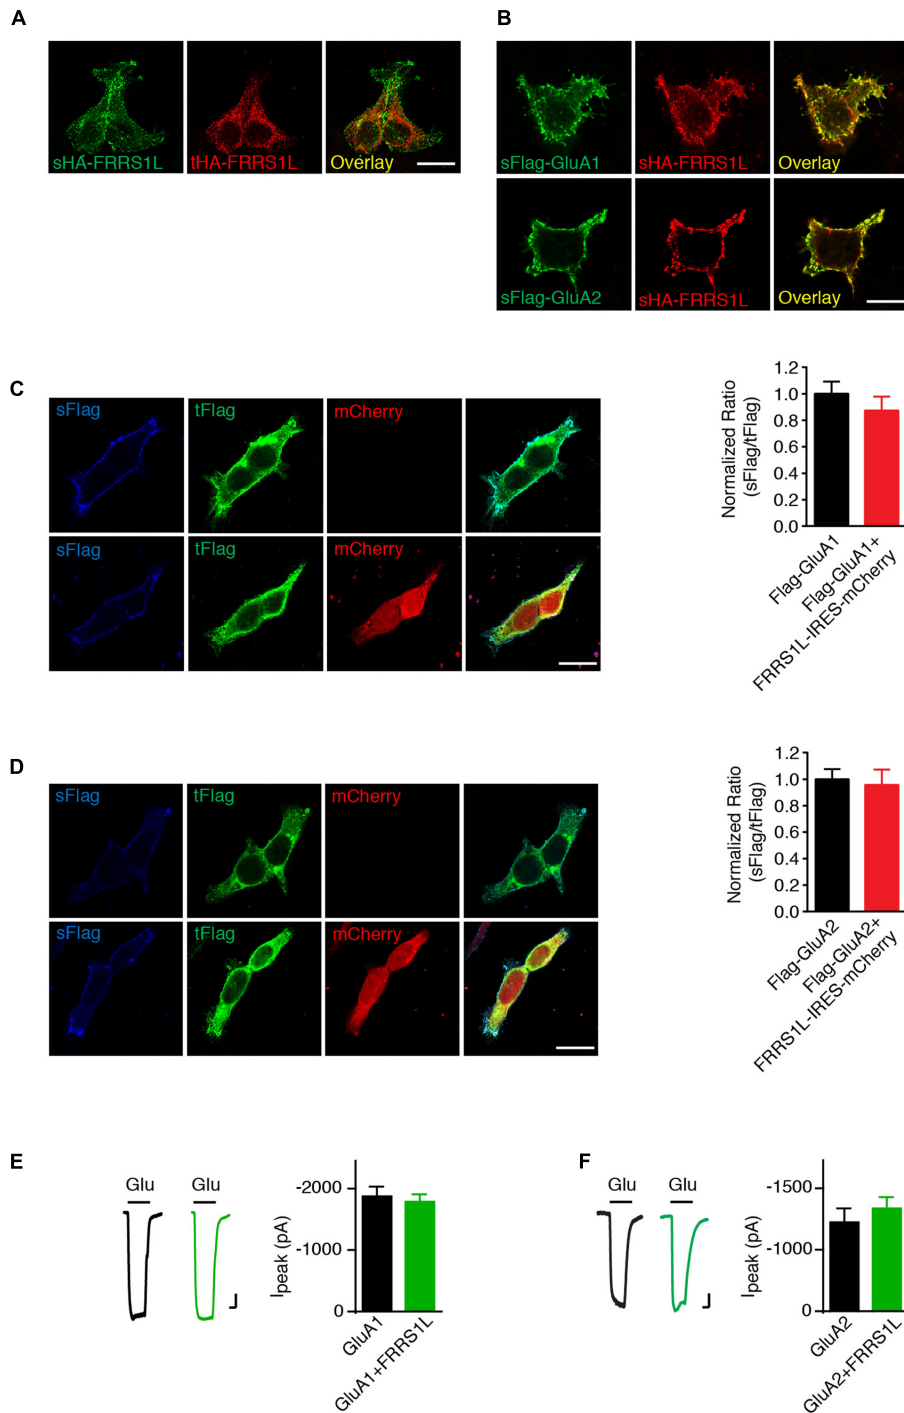 A
B
sHA-FRRS1L
tHA-FRRS1L
Overlay
sFlag-GluA1
sHA-FRRS1L
Overlay
sFlag-GluA2
sHA-FRRS1L
Overlay
C
sFlag
tFlag
mCherry
sFlag
tFlag
mCherry
Normalized Ratio
(sFlag/tFlag)
1.2
1.0
0.8
0.6
0.4
0.2
0.0
Flag-GluA1
Flag-GluA1+
FRRS1L-IRES-mCherry
D
sFlag
tFlag
mCherry
sFlag
tFlag
mCherry
Normalized Ratio
(sFlag/tFlag)
1.2
1.0
0.8
0.6
0.4
0.2
0.0
Flag-GluA2
Flag-GluA2+
FRRS1L-IRES-mCherry
E
Glu
Glu
Ipeak (pA)
-2000
-1000
0
GluA1
GluA1+FRRS1L
F
Glu
Glu
Ipeak (pA)
-1500
-1000
0
GluA2
GluA2+FRRS1L